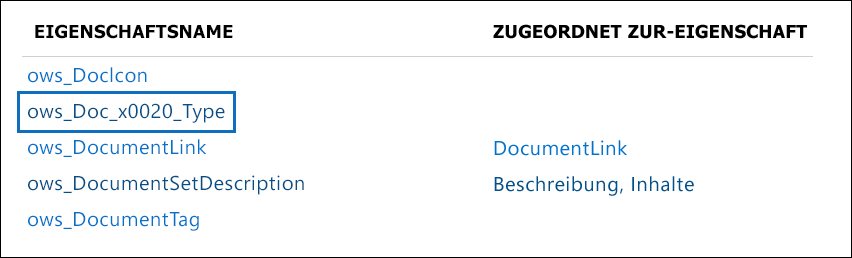 EIGENSCHAFTSNAME ZUGEORDNET ZUR-EIGENSCHAFT
ows_DocIcon
ows_Doc_x0020_Type
ows_DocumentLink DocumentLink
ows_DocumentSetDescription Beschreibung, Inhalte
ows_DocumentTag